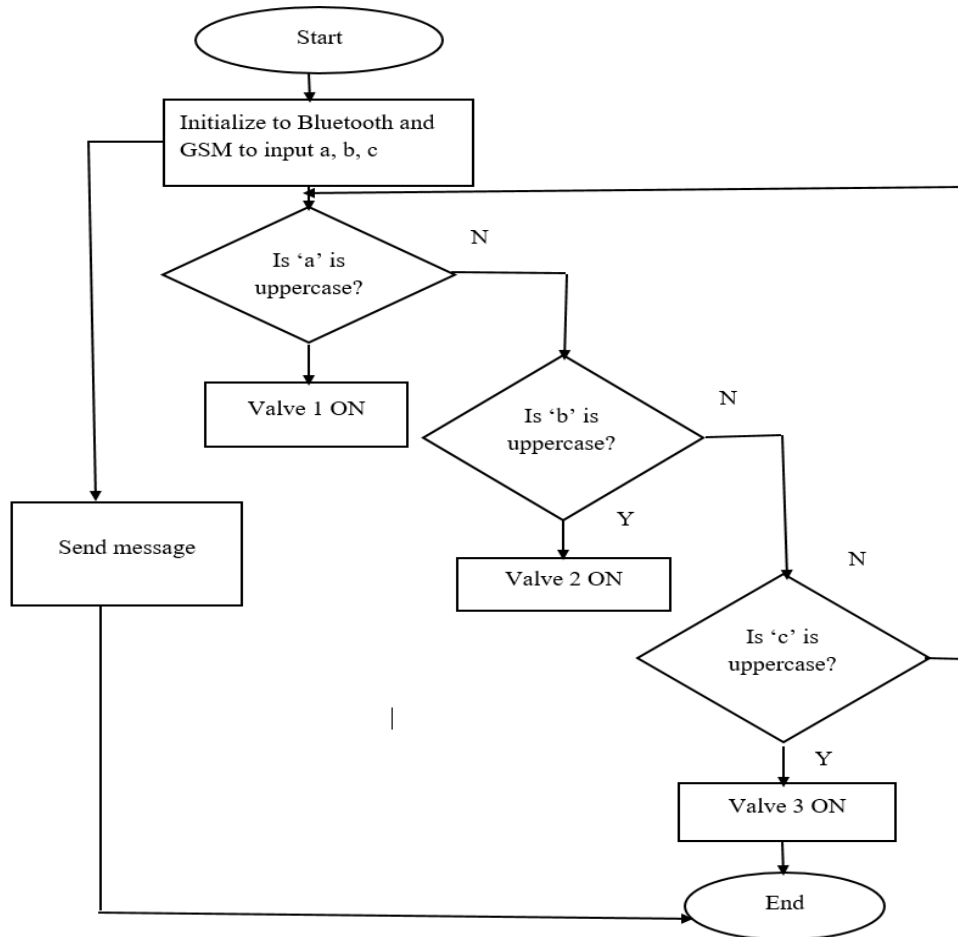 Start
Initialize to Bluetooth and
GSM to input a, b, c
N
Is ‘a’ is
uppercase?
Valve 1 ON
N
Is ‘b’ is
uppercase?
Y
Send message
Valve 2 ON
N
Is ‘c’ is
uppercase?
Y
Valve 3 ON
End